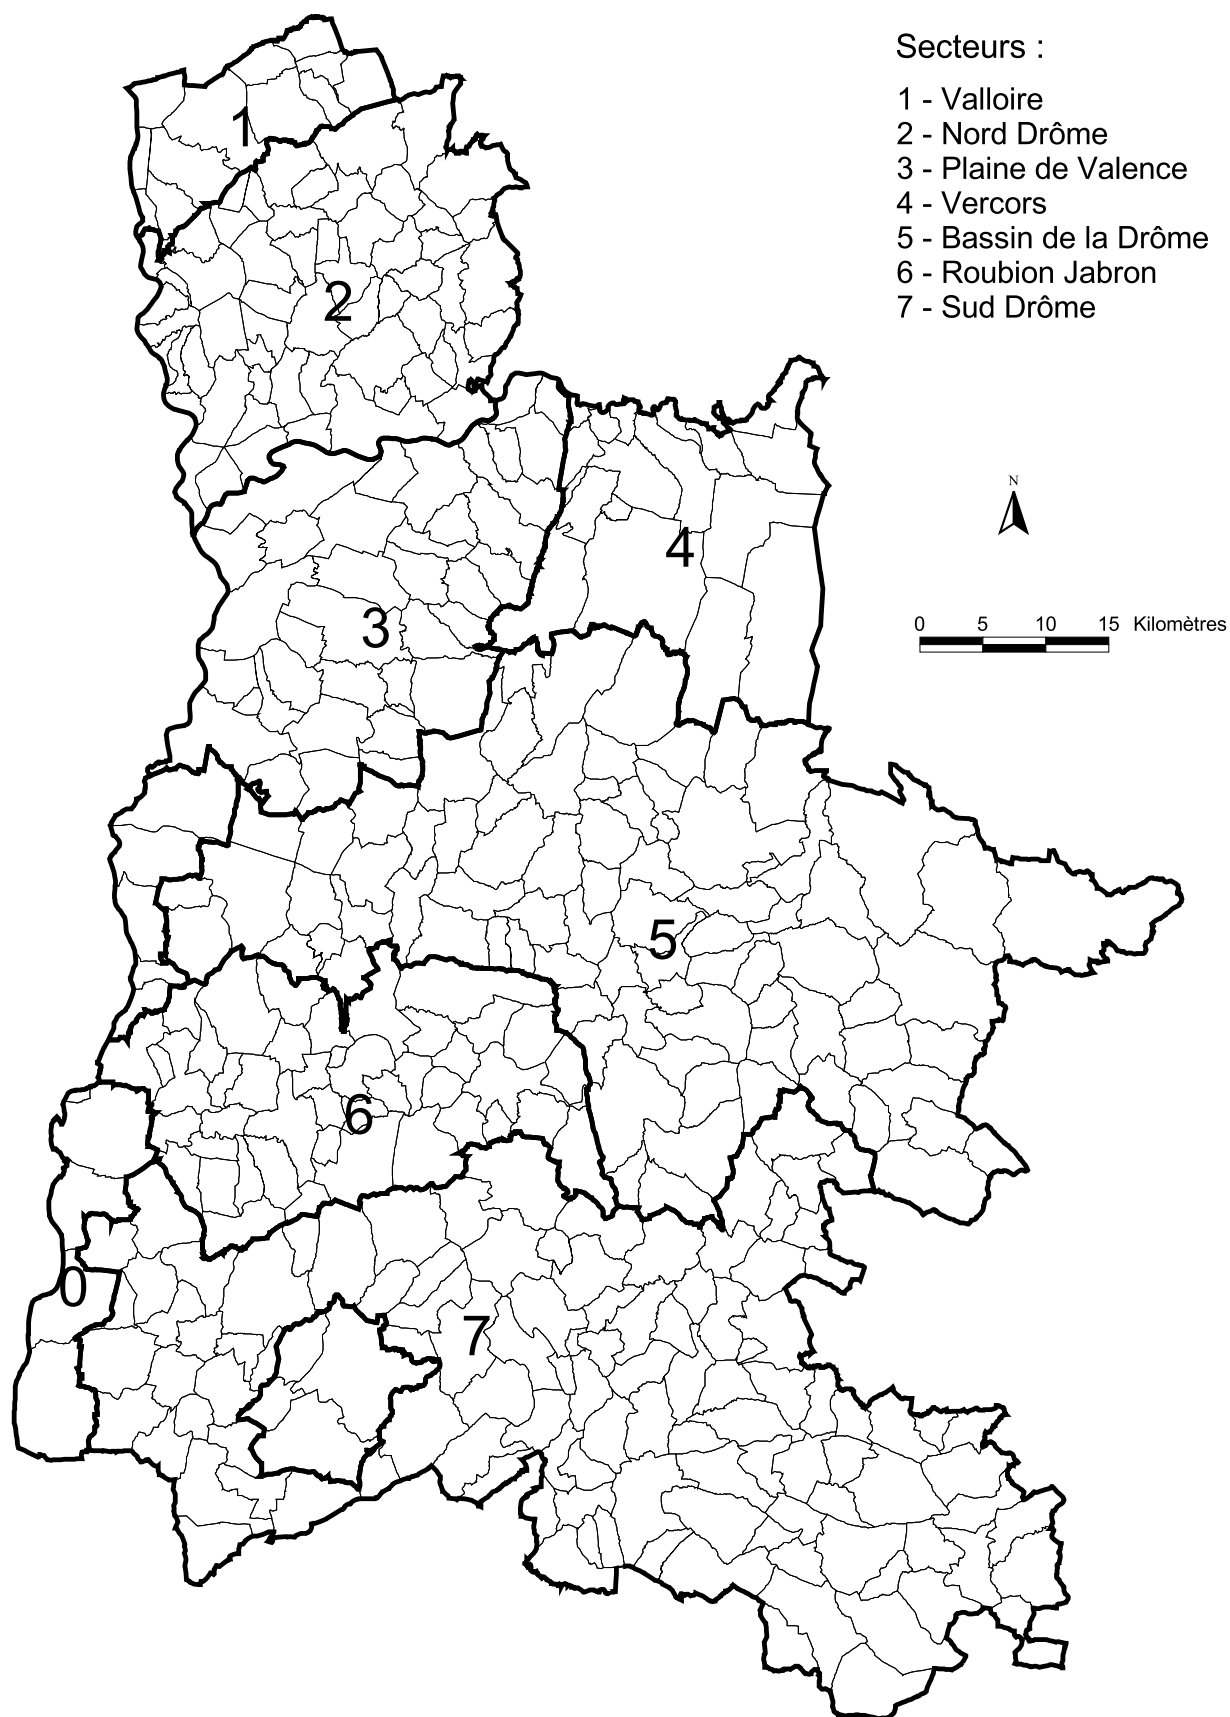 Secteurs :
1 - Valloire
2 - Nord Drôme
3 - Plaine de Valence
4 - Vercors
5 - Bassin de la Drôme
6 - Roubion Jabron
7 - Sud Drôme
1
2
N
4
0 5 10 15 Kilomètres
3
5
6
0
7